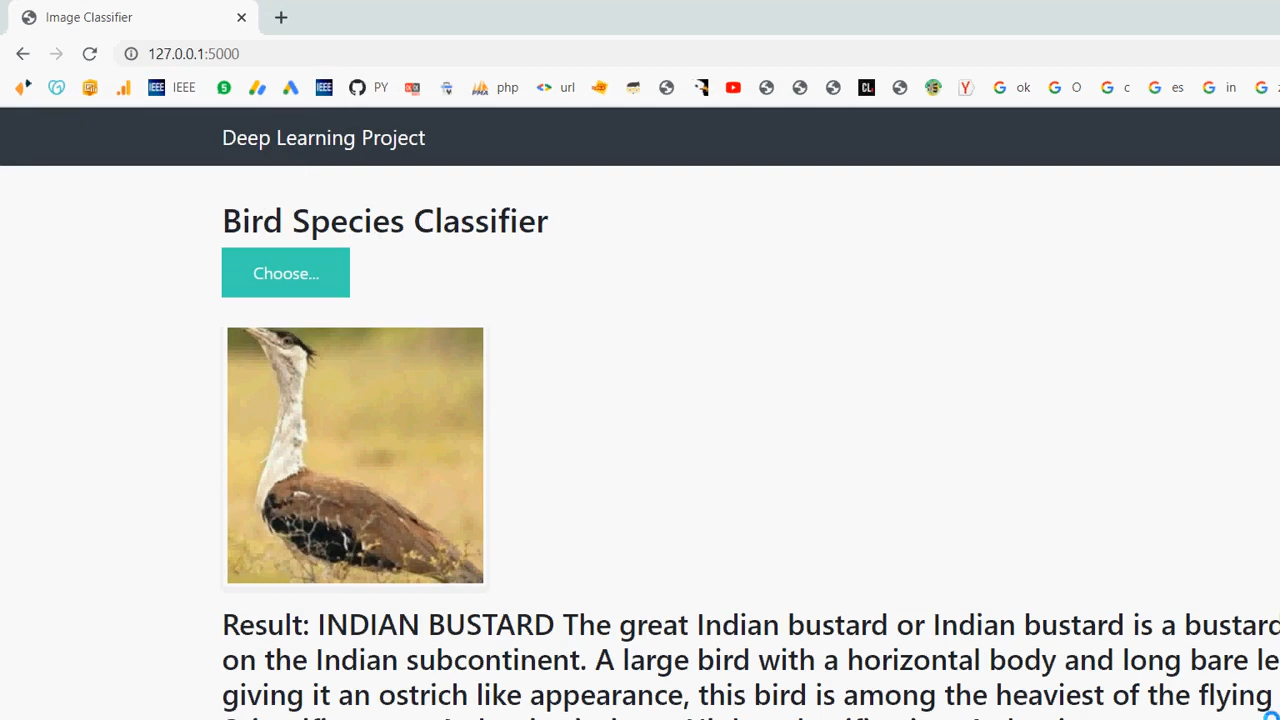 Image Classifier
127.0.0.1:5000
IEEE PY php url ok O c es in
Deep Learning Project
Bird Species Classifier
Choose...
Result: INDIAN BUSTARD The great Indian bustard or Indian bustard is a bustard
on the Indian subcontinent. A large bird with a horizontal body and long bare le
giving it an ostrich like appearance, this bird is among the heaviest of the flying